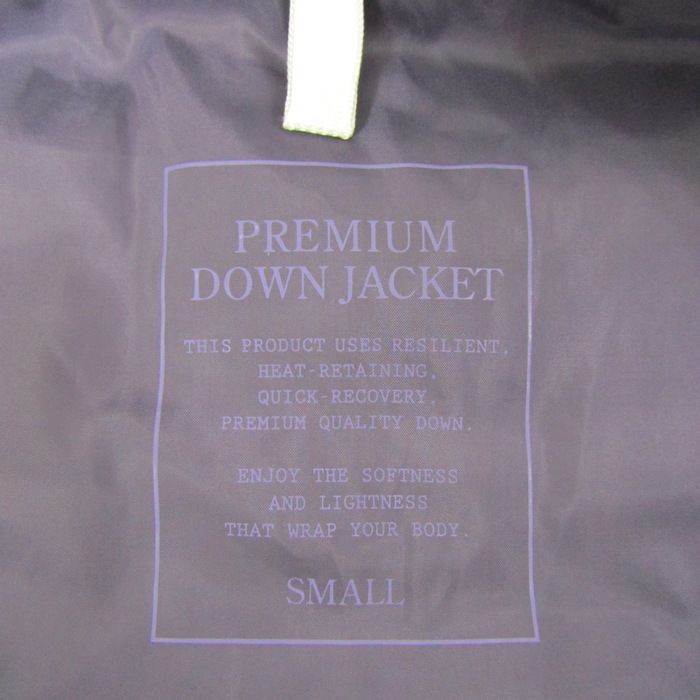 PREMIUM
DOWN JACKET
THIS PRODUCT USES RESILIENT,
HEAT-RETAINING,
QUICK-RECOVERY,
PREMIUM QUALITY DOWN.
ENJOY THE SOFTNESS
AND LIGHTNESS
THAT WRAP YOUR BODY.
SMALL